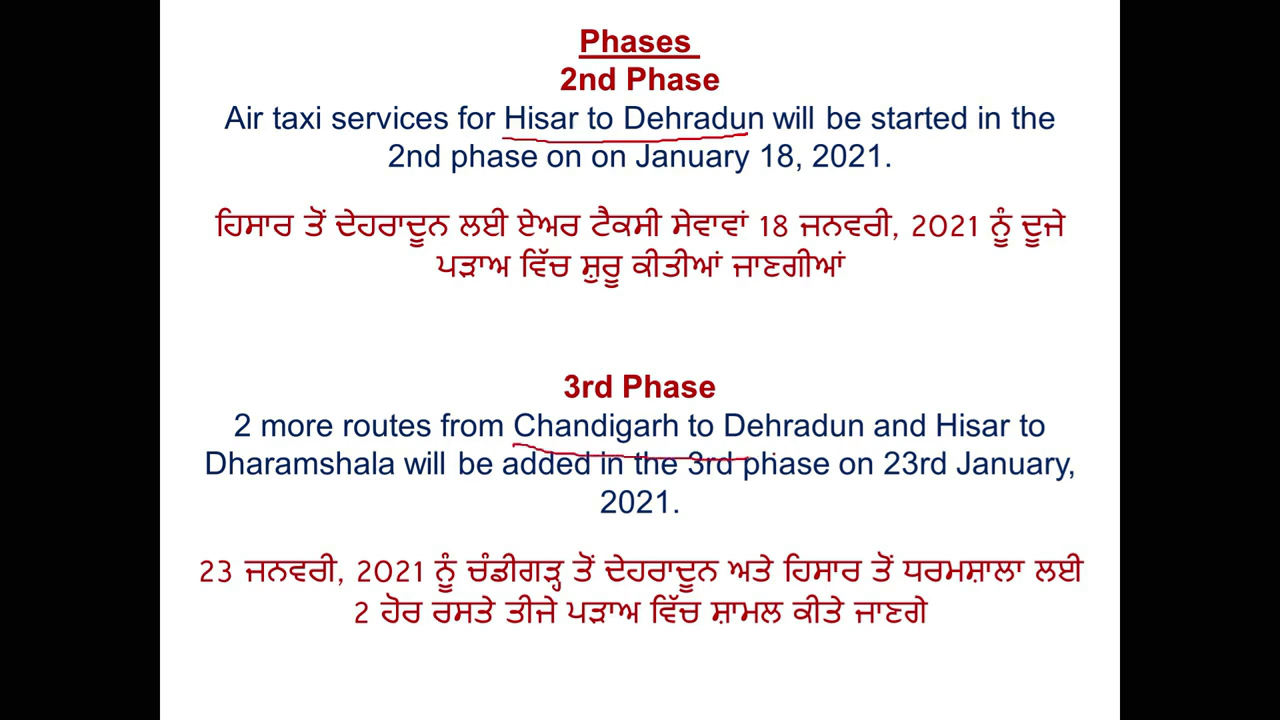 Phases
2nd Phase
Air taxi services for Hisar to Dehradun will be started in the
2nd phase on on January 18, 2021.
ਹਿਸਾਰ ਤੋਂ ਦੇਹਰਾਦੂਨ ਲਈ ਏਅਰ ਟੈਕਸੀ ਸੇਵਾਵਾਂ 18 ਜਨਵਰੀ, 2021 ਨੂੰ ਦੂਜੇ
ਪੜਾਅ ਵਿੱਚ ਸ਼ੁਰੂ ਕੀਤੀਆਂ ਜਾਣਗੀਆਂ
3rd Phase
2 more routes from Chandigarh to Dehradun and Hisar to
Dharamshala will be added in the 3rd phase on 23rd January,
2021.
23 ਜਨਵਰੀ, 2021 ਨੂੰ ਚੰਡੀਗੜ੍ਹ ਤੋਂ ਦੇਹਰਾਦੂਨ ਅਤੇ ਹਿਸਾਰ ਤੋਂ ਧਰਮਸ਼ਾਲਾ ਲਈ
2 ਹੋਰ ਰਸਤੇ ਤੀਜੇ ਪੜਾਅ ਵਿੱਚ ਸ਼ਾਮਲ ਕੀਤੇ ਜਾਣਗੇ